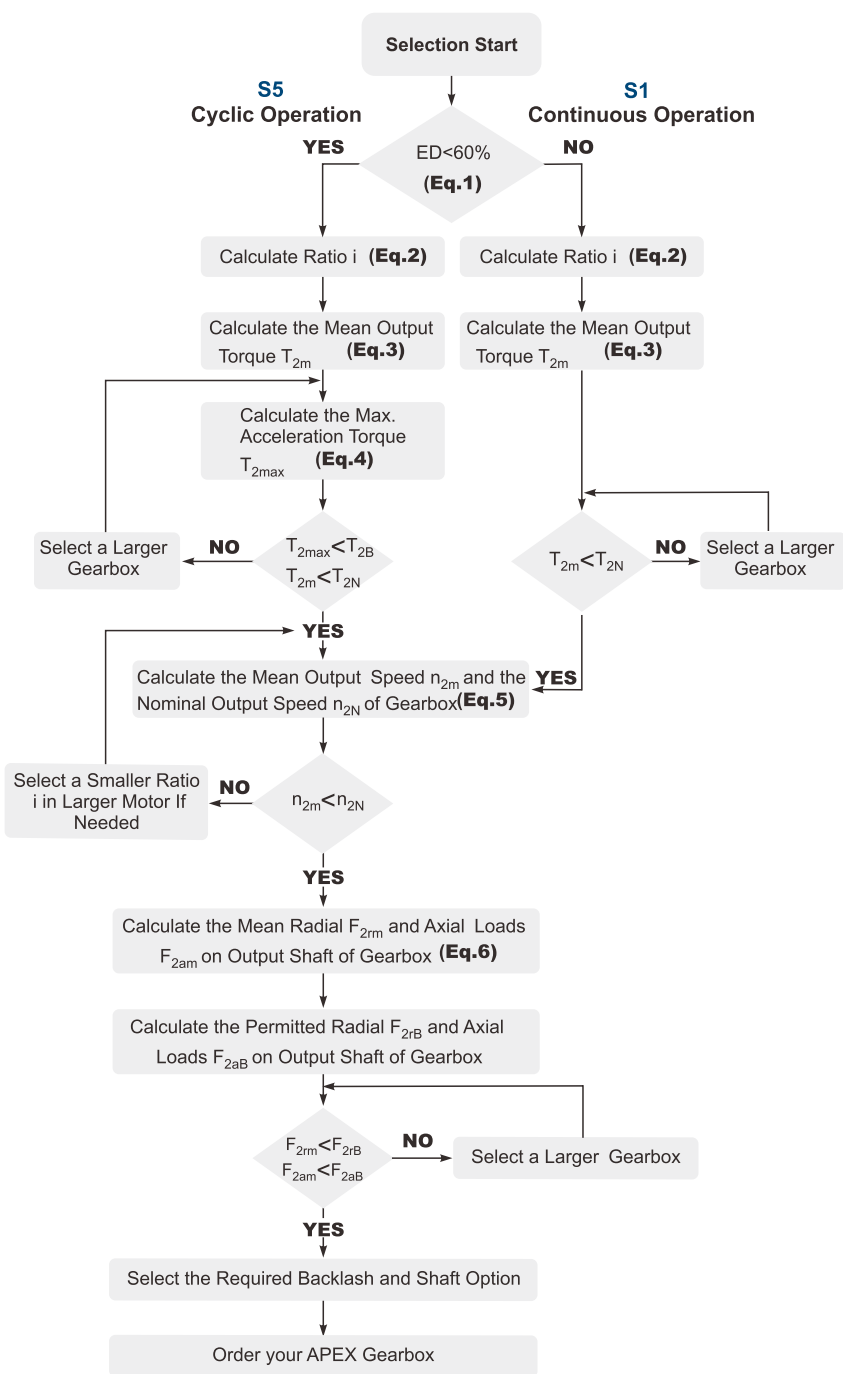 Selection Start
S5
Cyclic Operation
S1
Continuous Operation
YES
ED<60%
(Eq.1)
NO
Calculate Ratio i (Eq.2)
Calculate Ratio i (Eq.2)
Calculate the Mean Output
Torque T2m (Eq.3)
Calculate the Mean Output
Torque T2m (Eq.3)
Calculate the Max.
Acceleration Torque
T2max (Eq.4)
Select a Larger
Gearbox
NO
T2max<T2B
T2m<T2N
T2m<T2N
NO
Select a Larger
Gearbox
YES
Calculate the Mean Output Speed n2m and the
Nominal Output Speed n2N of Gearbox(Eq.5)
YES
Select a Smaller Ratio
i in Larger Motor If
Needed
NO
n2m<n2N
YES
Calculate the Mean Radial F2rm and Axial Loads
F2am on Output Shaft of Gearbox (Eq.6)
Calculate the Permitted Radial F2rB and Axial
Loads F2aB on Output Shaft of Gearbox
F2rm<F2rB
F2am<F2aB
NO
Select a Larger Gearbox
YES
Select the Required Backlash and Shaft Option
Order your APEX Gearbox